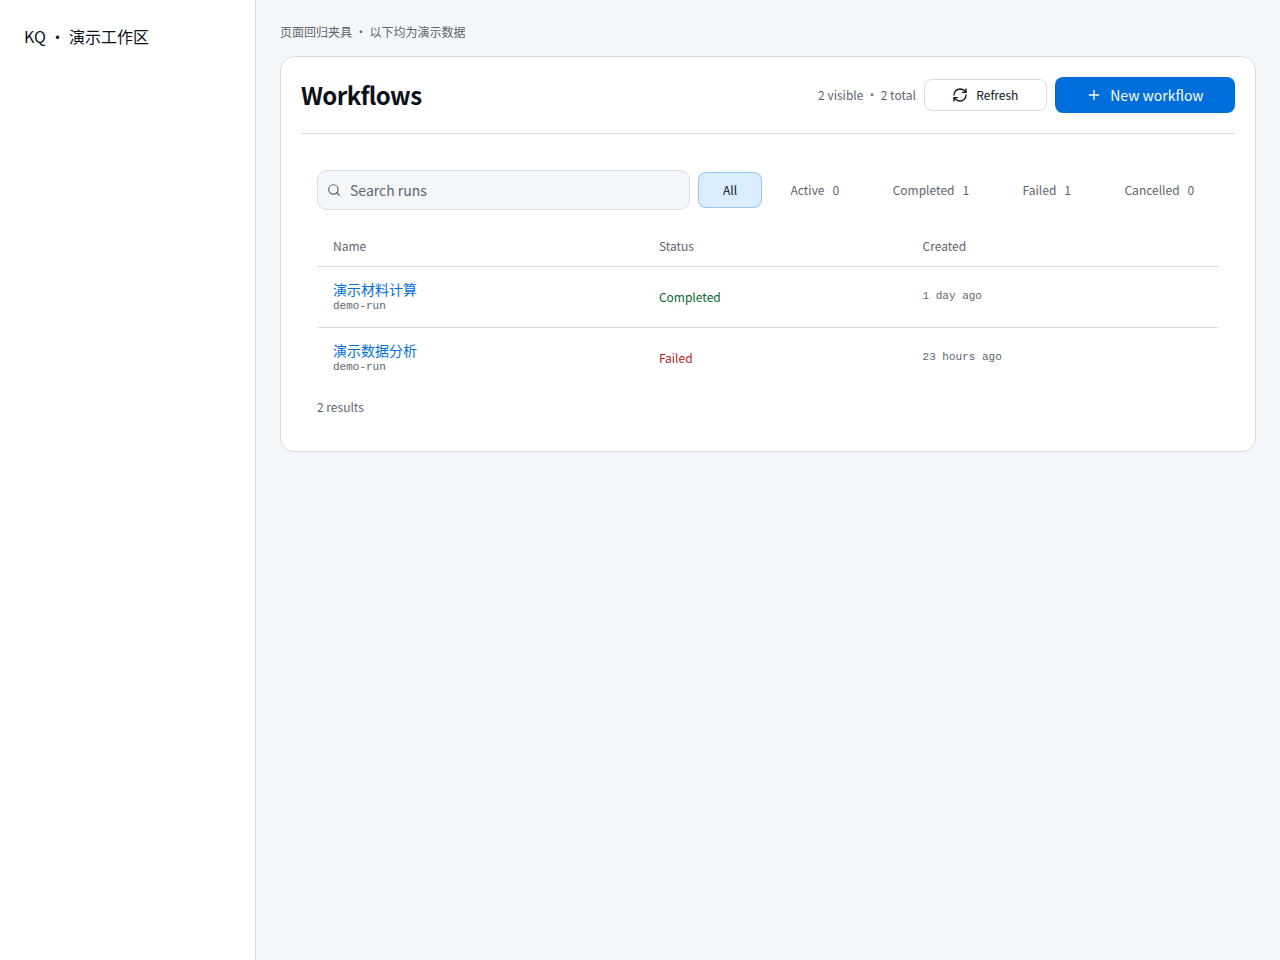 KQ · 演示工作区
页面回归夹具 · 以下均为演示数据
Workflows
2 visible · 2 total
Refresh
New workflow
Search runs
All
Active 0
Completed 1
Failed 1
Cancelled 0
Name Status Created
演示材料计算
demo-run
Completed
1 day ago
演示数据分析
demo-run
Failed
23 hours ago
2 results